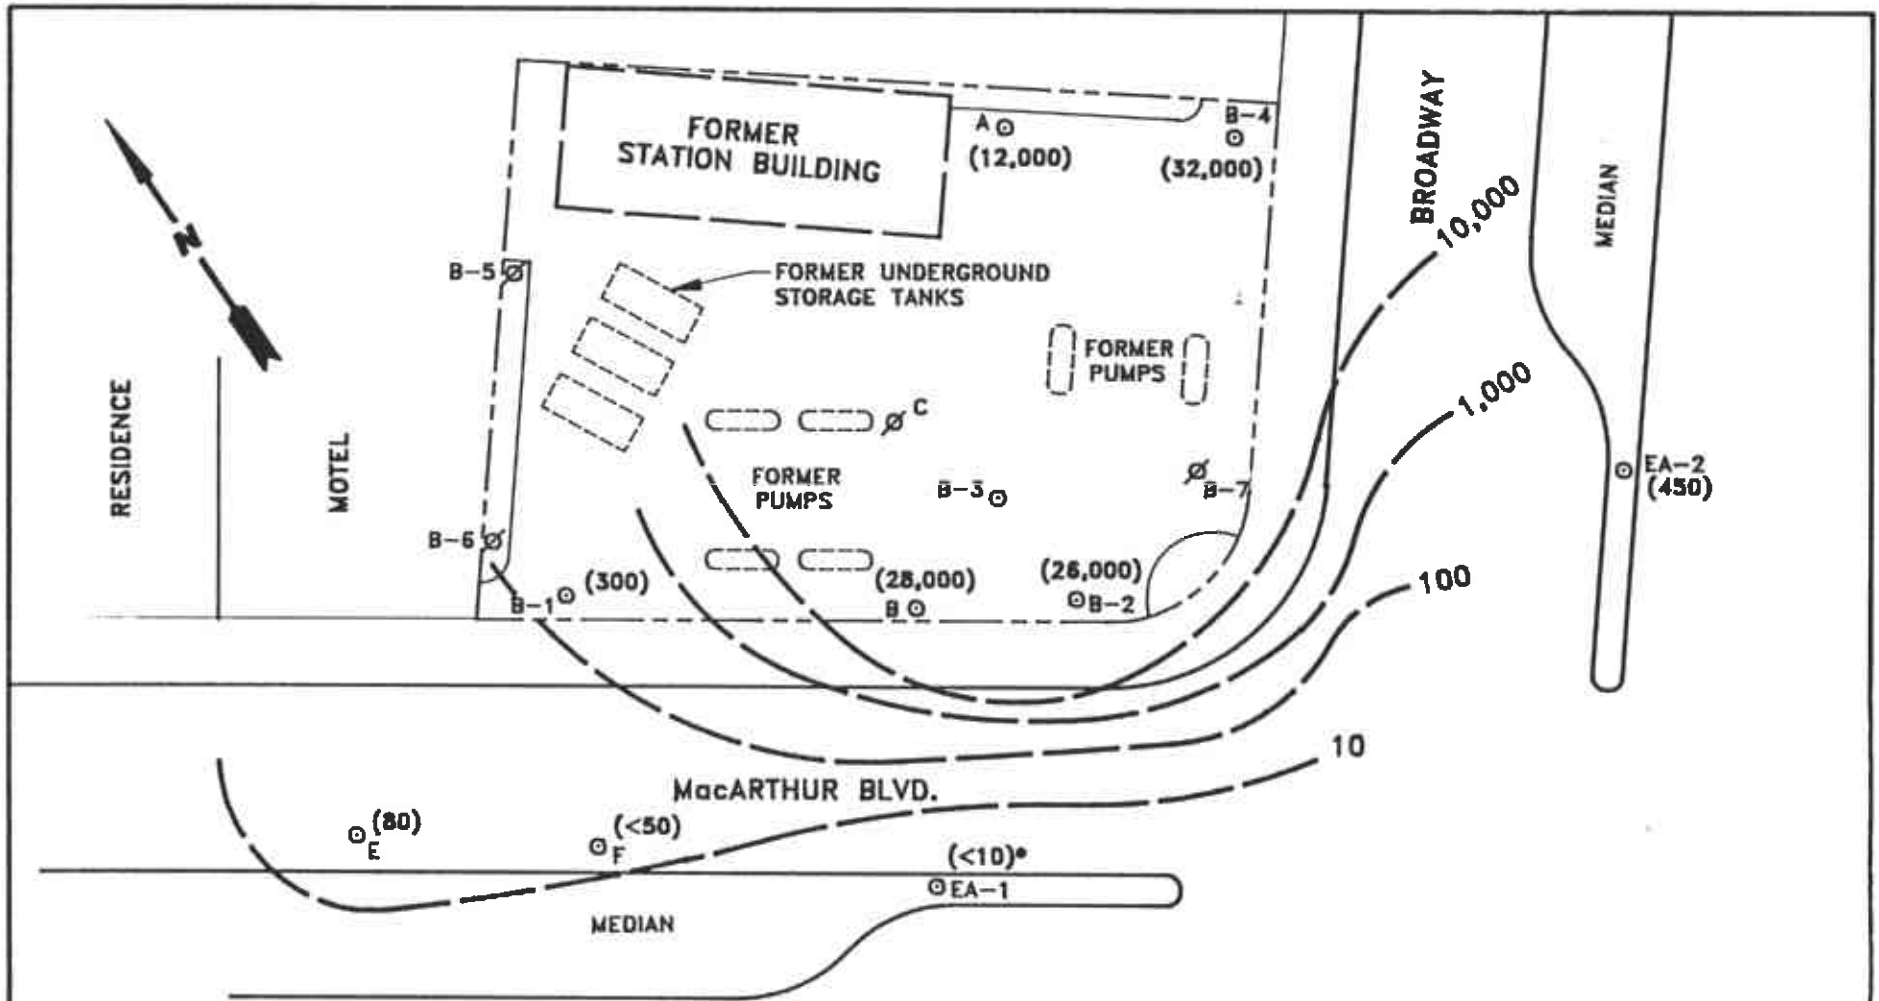 FORMER
STATION BUILDING
A
(12,000)
B-4
(32,000)
BROADWAY
MEDIAN
10,000
N
B-5
FORMER UNDERGROUND
STORAGE TANKS
FORMER
PUMPS
1,000
RESIDENCE
MOTEL
C
FORMER
PUMPS
B-3
B-7
EA-2
(450)
B-6
B-1
(300)
(28,000)
B
(26,000)
B-2
100
10
MacARTHUR BLVD.
(80)
E
(<50)
F
(<10)*
EA-1
MEDIAN